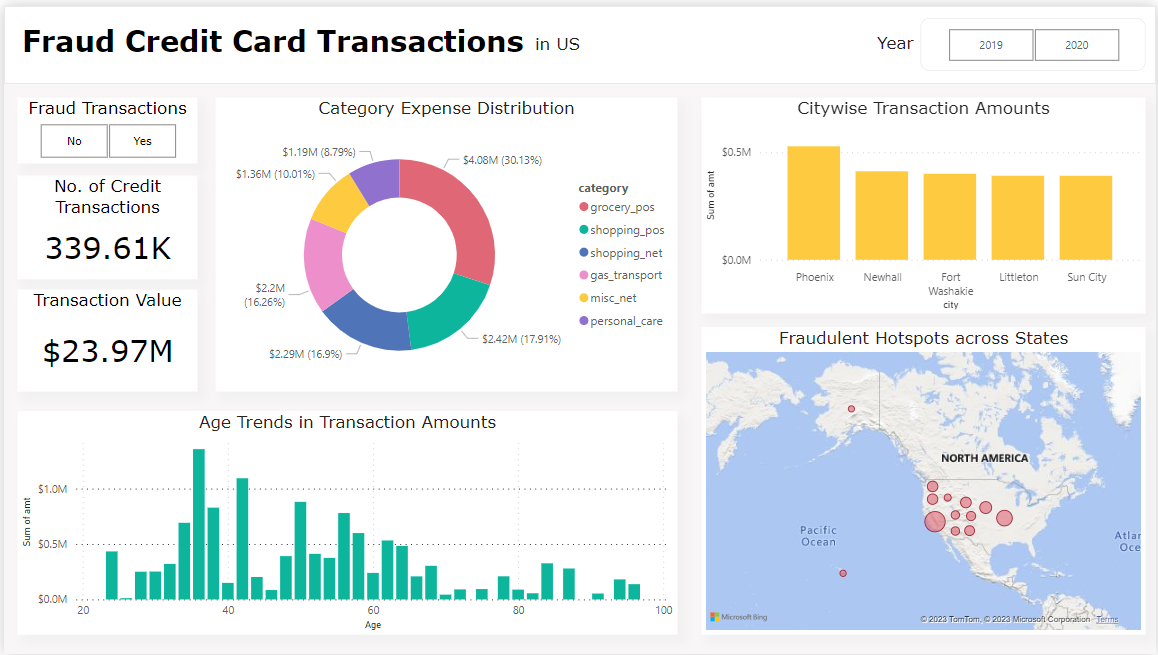 Fraud Credit Card Transactions in US
Year
2019
2020
Fraud Transactions
No
Yes
No. of Credit
Transactions
339.61K
Transaction Value
$23.97M
Category Expense Distribution
$1.19M (8.79%)
$4.08M (30.13%)
$1.36M (10.01%)
$2.2M
(16.26%)
$2.29M (16.9%)
$2.42M (17.91%)
category
grocery_pos
shopping_pos
shopping_net
gas_transport
misc_net
personal_care
Citywise Transaction Amounts
Sum of amt
$0.5M
$0.0M
Phoenix
Newhall
Fort
Washakie
Littleton
Sun City
city
Age Trends in Transaction Amounts
Sum of amt
$1.0M
$0.5M
$0.0M
20
40
60
80
100
Age
Fraudulent Hotspots across States
NORTH AMERICA
Pacific
Ocean
Atlar
Oce
Microsoft Bing
© 2023 TomTom, © 2023 Microsoft Corporation Terms